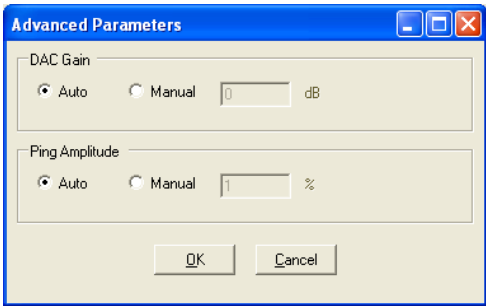 Advanced Parameters
DAC Gain
Auto Manual 0 dB
Ping Amplitude
Auto Manual 1 %
OK Cancel